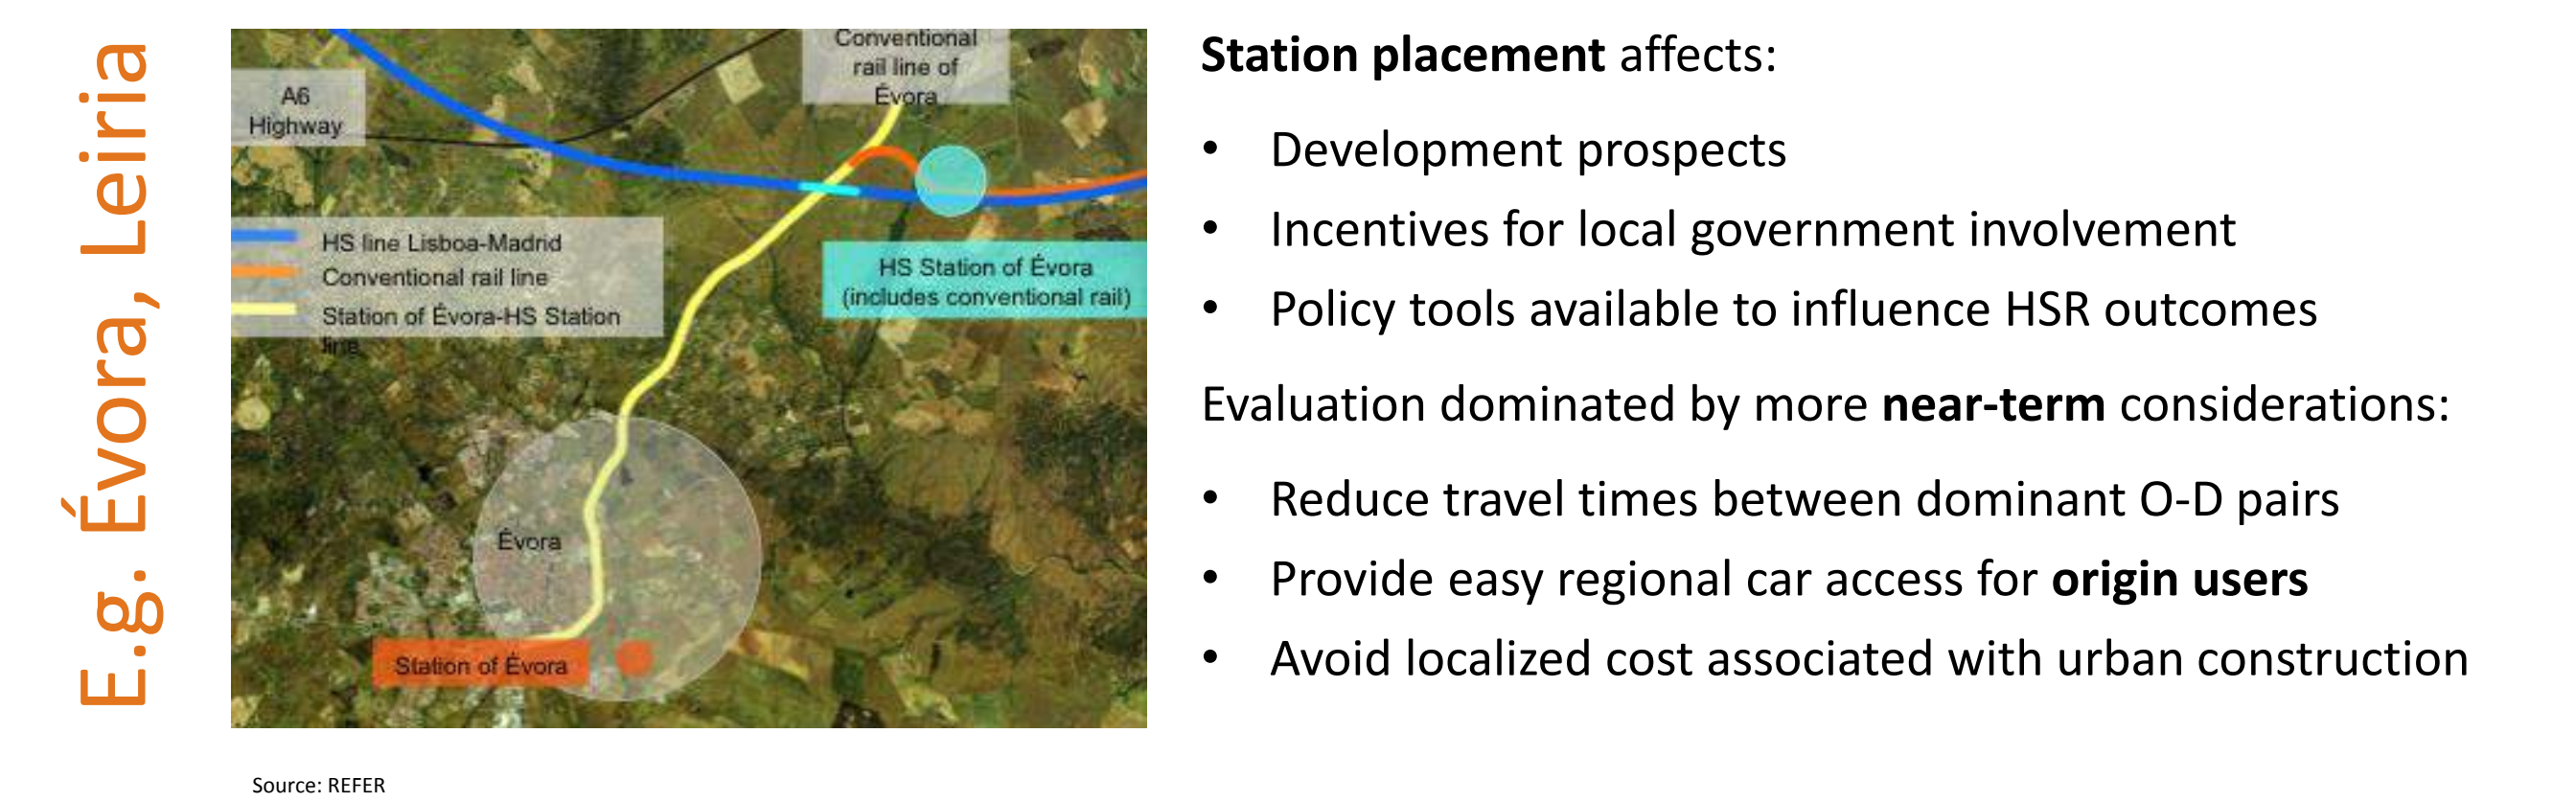 E.g. Évora, Leiria
Conventional
rail line of
Évora
A6
Highway
HS line Lisboa-Madrid
Conventional rail line
Station of Évora-HS Station
line
HS Station of Évora
(includes conventional rail)
Évora
Station of Évora
Source: REFER
Station placement affects:
• Development prospects
• Incentives for local government involvement
• Policy tools available to influence HSR outcomes
Evaluation dominated by more near-term considerations:
• Reduce travel times between dominant O-D pairs
• Provide easy regional car access for origin users
• Avoid localized cost associated with urban construction